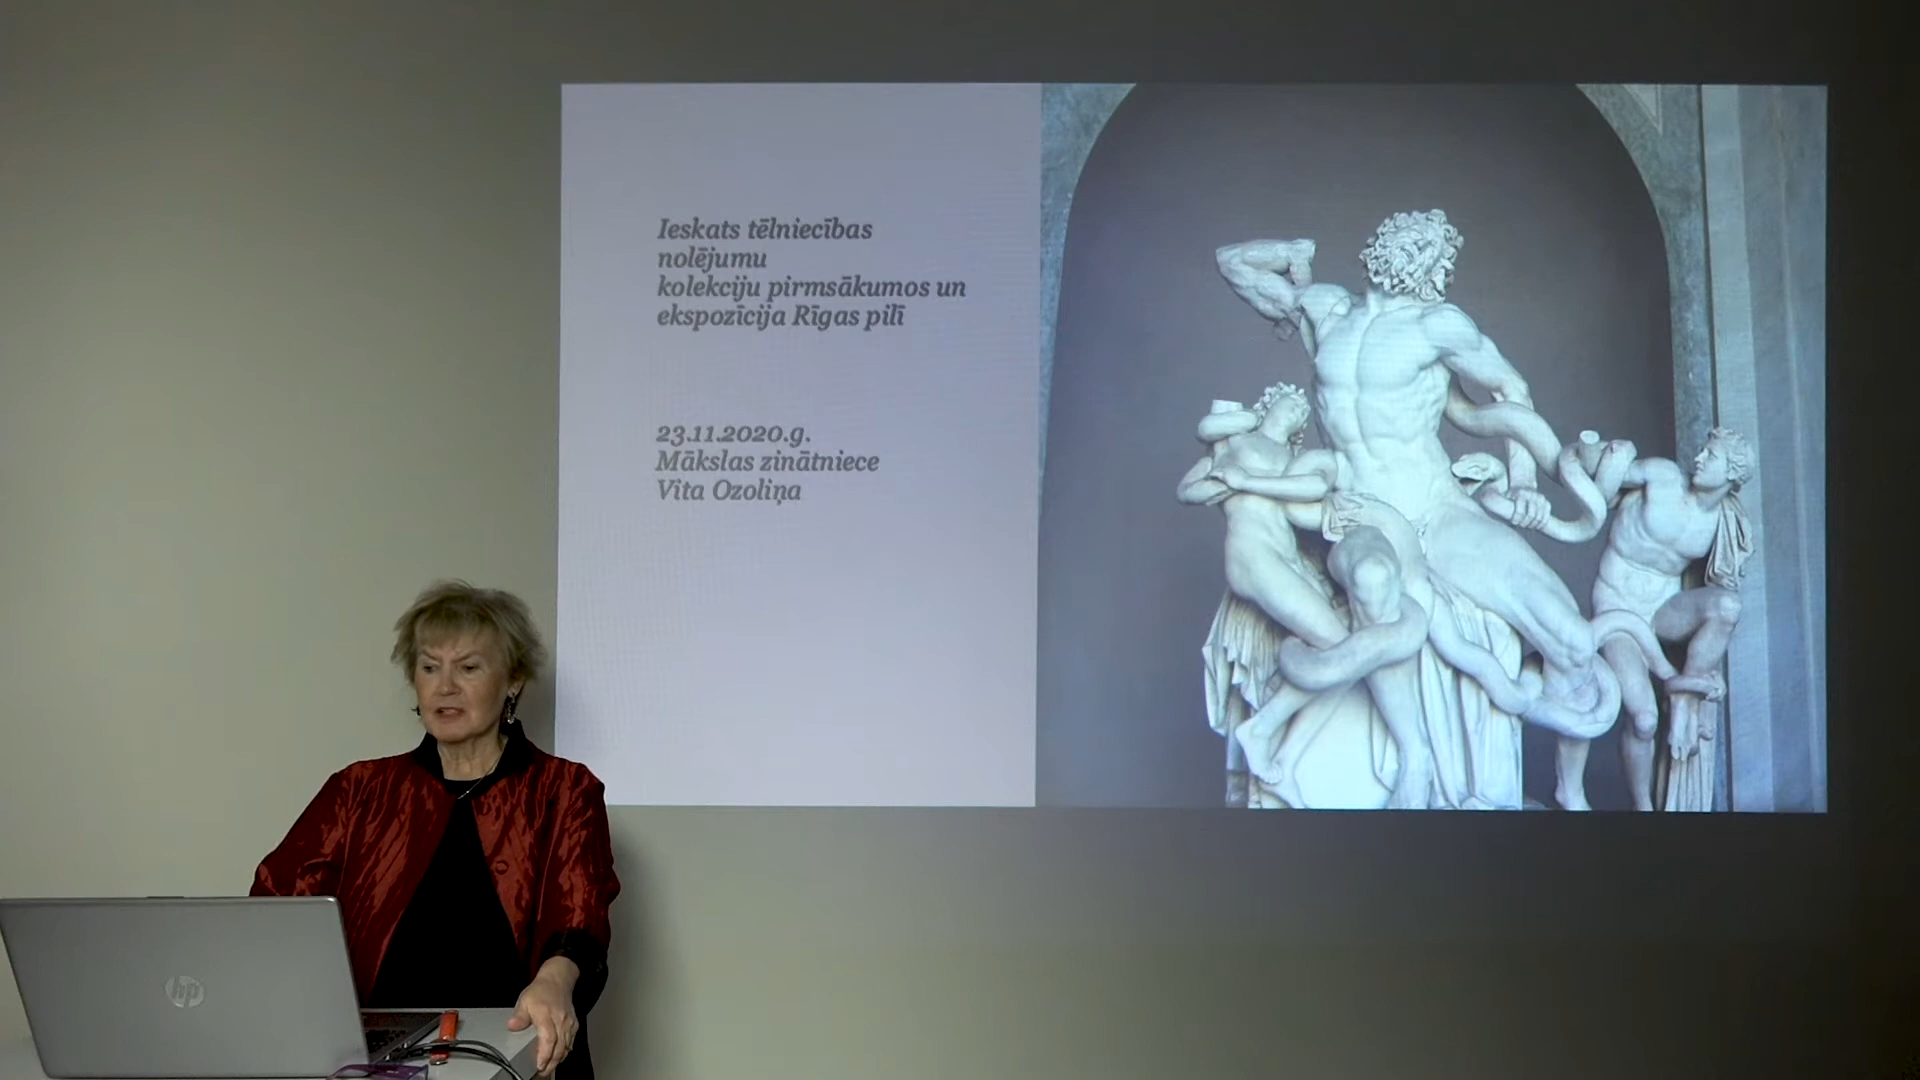 Ieskats tēlniecības
nolējumu
kolekciju pirmsākumos un
ekspozīcija Rīgas pilī
23.11.2020.g.
Mākslas zinātniece
Vita Ozoliņa
hp